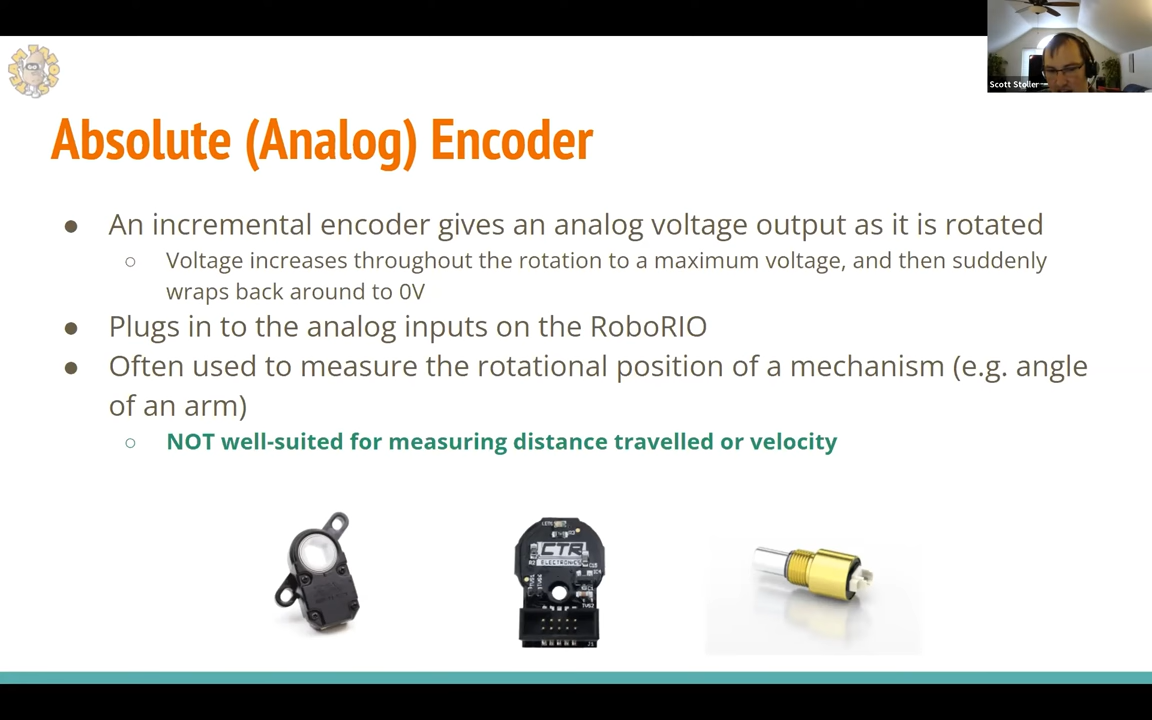 Scott Stoller
Absolute (Analog) Encoder
● An incremental encoder gives an analog voltage output as it is rotated
○ Voltage increases throughout the rotation to a maximum voltage, and then suddenly
wraps back around to 0V
● Plugs in to the analog inputs on the RoboRIO
● Often used to measure the rotational position of a mechanism (e.g. angle
of an arm)
○ NOT well-suited for measuring distance travelled or velocity
CTR
ELECTRONICS
J1